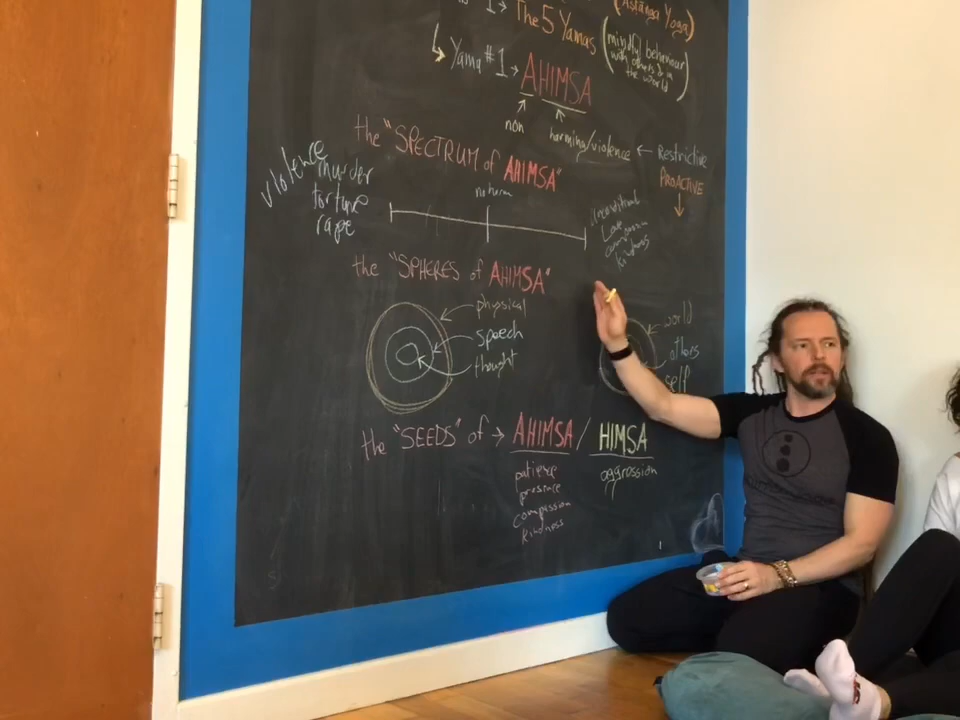 1→ The 5 Yamas
(Aṣtāṅga Yoga)
(mindful behaviour
with others & in
the world)
↳ Yama #1→ AHIMSA
non
harming/violence ← Restrictive
PROACTIVE
the "SPECTRUM of AHIMSA"
violence
murder
torture
rape
no harm
Love
compassion
kindness
the "SPHERES of AHIMSA"
physical
speech
thought
world
others
self
the "SEEDS" of → AHIMSA / HIMSA
patience
presence
compassion
kindness
aggression